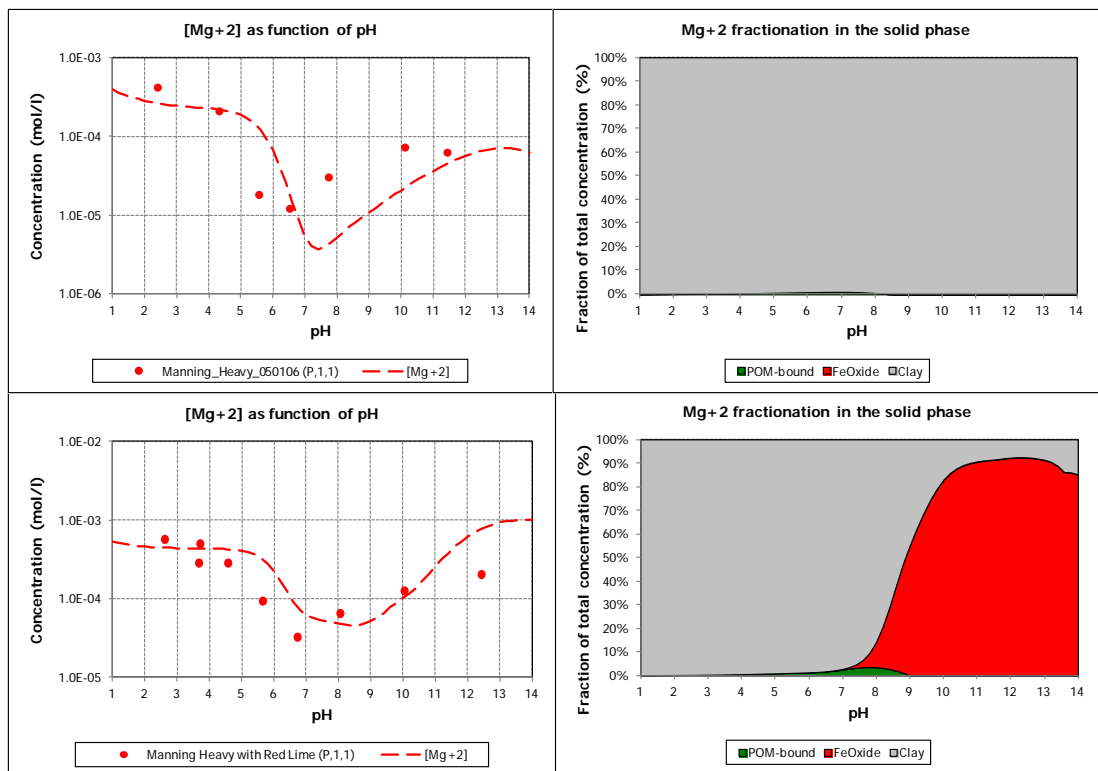 [Mg+2] as function of pH
Concentration (mol/l)
1.0E-03
1.0E-04
1.0E-05
1.0E-06
1 2 3 4 5 6 7 8 9 10 11 12 13 14
pH
Manning_Heavy_050106 (P,1,1) [Mg+2]
Mg+2 fractionation in the solid phase
Fraction of total concentration (%)
100%
90%
80%
70%
60%
50%
40%
30%
20%
10%
0%
1 2 3 4 5 6 7 8 9 10 11 12 13 14
pH
POM-bound FeOxide Clay
[Mg+2] as function of pH
Concentration (mol/l)
1.0E-02
1.0E-03
1.0E-04
1.0E-05
1 2 3 4 5 6 7 8 9 10 11 12 13 14
pH
Manning Heavy with Red Lime (P,1,1) [Mg+2]
Mg+2 fractionation in the solid phase
Fraction of total concentration (%)
100%
90%
80%
70%
60%
50%
40%
30%
20%
10%
0%
1 2 3 4 5 6 7 8 9 10 11 12 13 14
pH
POM-bound FeOxide Clay